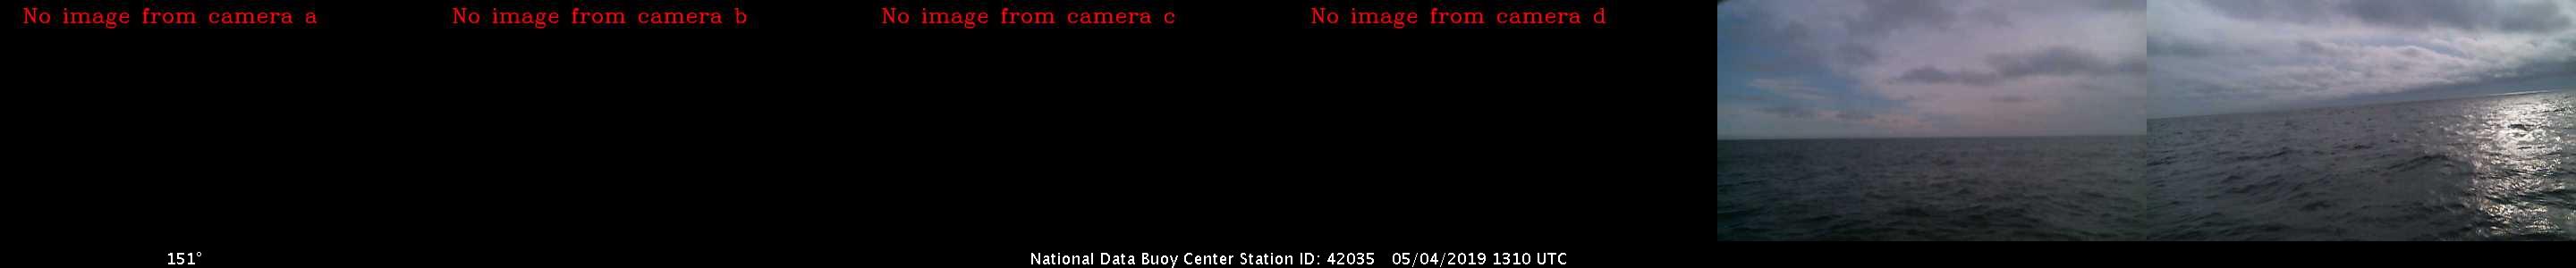 No image from camera a
No image from camera b
No image from camera c
No image from camera d
151°
National Data Buoy Center Station ID: 42035 05/04/2019 1310 UTC